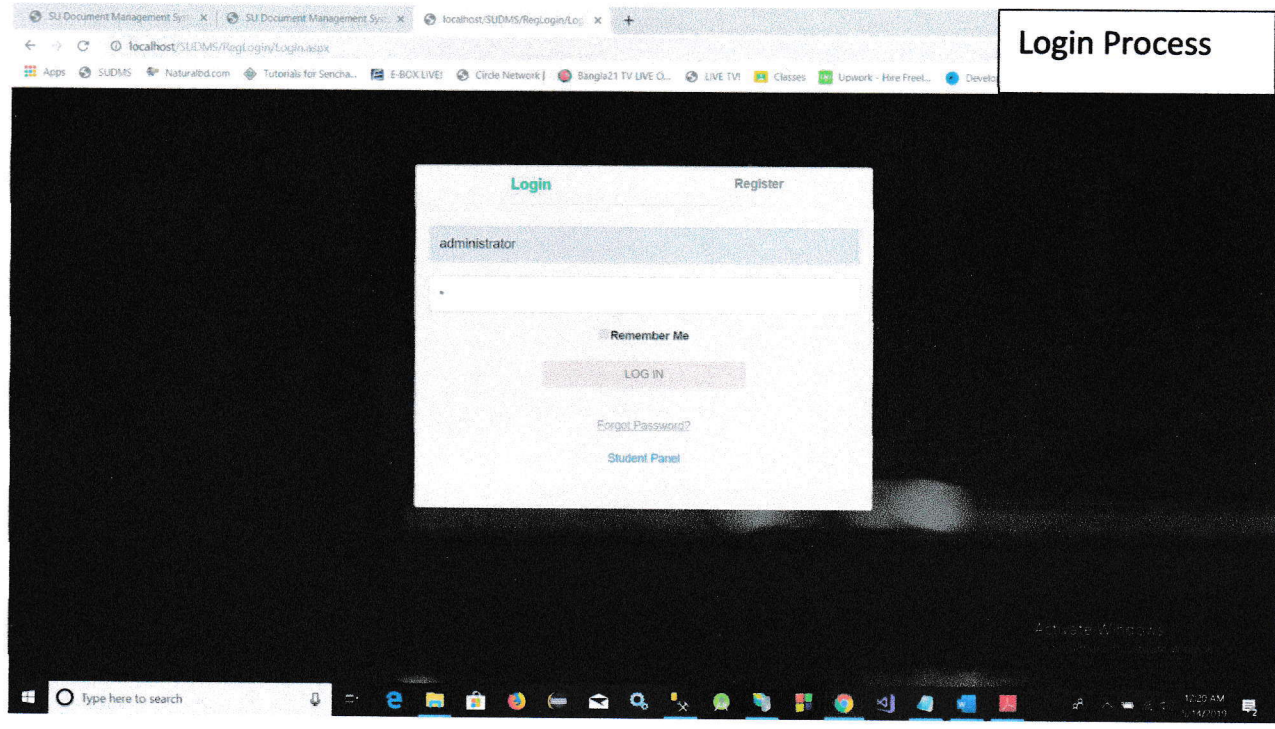 SU Document Management Sys
SU Document Management Sys
localhost/SUDMS/RegLogin/Log
localhost/SUDMS/RegLogin/Login.aspx
Login Process
Apps SUDMS Naturalbd.com Tutorials for Sencha... E-BOX LIVE! Circle Network | Bangla21 TV LIVE O... LIVE TV! Classes Upwork - Hire Freel... Develop
Login Register
administrator
Remember Me
LOG IN
Forgot Password?
Student Panel
Activate Windows
Type here to search
12:20 AM